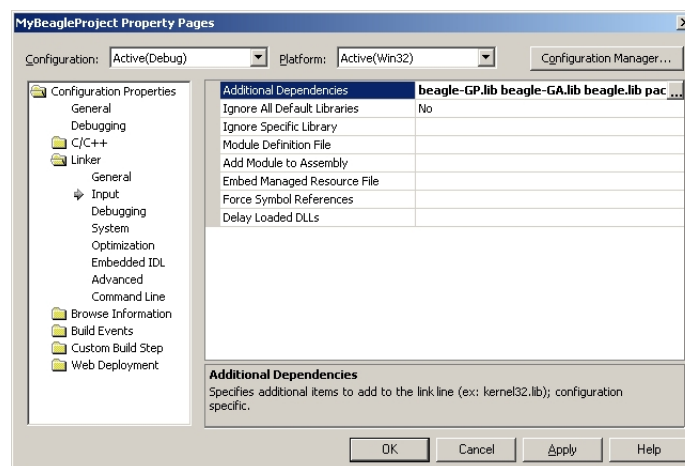 MyBeagleProject Property Pages
Configuration: Active(Debug) Platform: Active(Win32) Configuration Manager...
Configuration Properties
General
Debugging
C/C++
Linker
General
Input
Debugging
System
Optimization
Embedded IDL
Advanced
Command Line
Browse Information
Build Events
Custom Build Step
Web Deployment
Additional Dependencies beagle-GP.lib beagle-GA.lib beagle.lib pac ...
Ignore All Default Libraries No
Ignore Specific Library
Module Definition File
Add Module to Assembly
Embed Managed Resource File
Force Symbol References
Delay Loaded DLLs
Additional Dependencies
Specifies additional items to add to the link line (ex: kernel32.lib); configuration
specific.
OK Cancel Apply Help